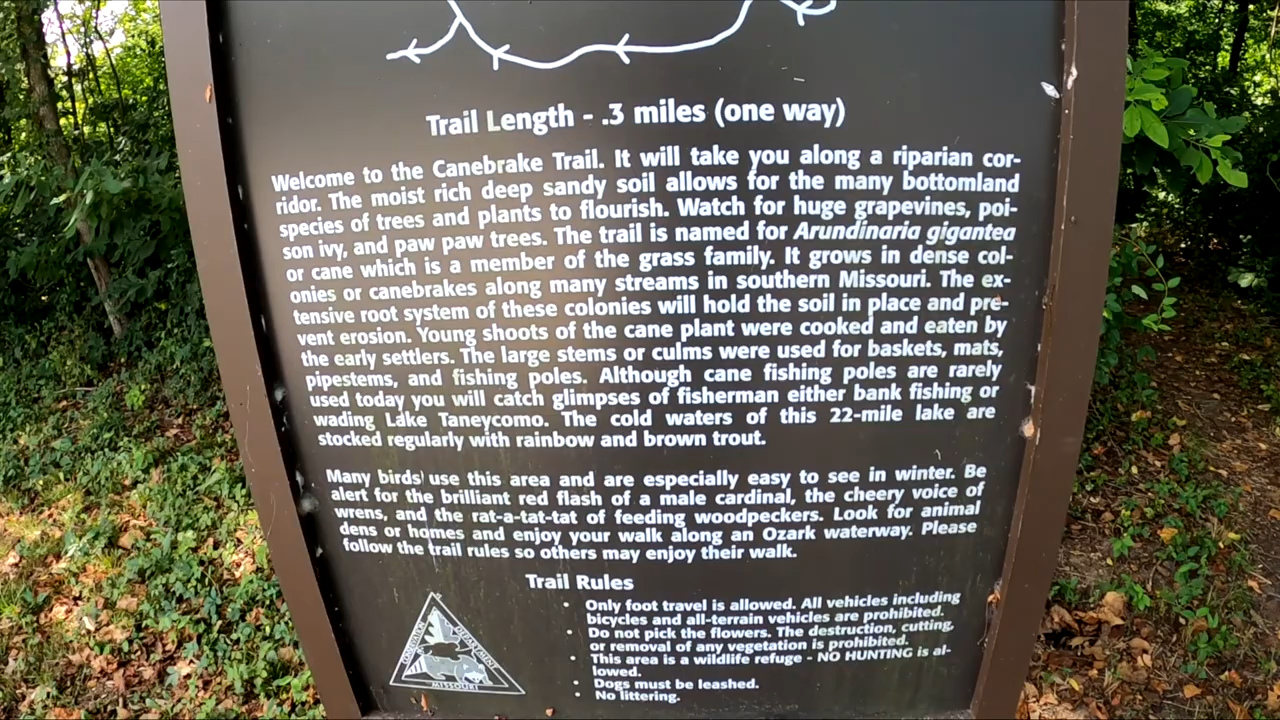 Trail Length - .3 miles (one way)
Welcome to the Canebrake Trail. It will take you along a riparian cor-
ridor. The moist rich deep sandy soil allows for the many bottomland
species of trees and plants to flourish. Watch for huge grapevines, poi-
son ivy, and paw paw trees. The trail is named for Arundinaria gigantea
or cane which is a member of the grass family. It grows in dense col-
onies or canebrakes along many streams in southern Missouri. The ex-
tensive root system of these colonies will hold the soil in place and pre-
vent erosion. Young shoots of the cane plant were cooked and eaten by
the early settlers. The large stems or culms were used for baskets, mats,
pipestems, and fishing poles. Although cane fishing poles are rarely
used today you will catch glimpses of fisherman either bank fishing or
wading Lake Taneycomo. The cold waters of this 22-mile lake are
stocked regularly with rainbow and brown trout.
Many birds use this area and are especially easy to see in winter. Be
alert for the brilliant red flash of a male cardinal, the cheery voice of
wrens, and the rat-a-tat-tat of feeding woodpeckers. Look for animal
dens or homes and enjoy your walk along an Ozark waterway. Please
follow the trail rules so others may enjoy their walk.
Trail Rules
• Only foot travel is allowed. All vehicles including
bicycles and all-terrain vehicles are prohibited.
• Do not pick the flowers. The destruction, cutting,
or removal of any vegetation is prohibited.
• This area is a wildlife refuge - NO HUNTING is al-
lowed.
• Dogs must be leashed.
• No littering.
CONSERVATION
DEPARTMENT
MISSOURI